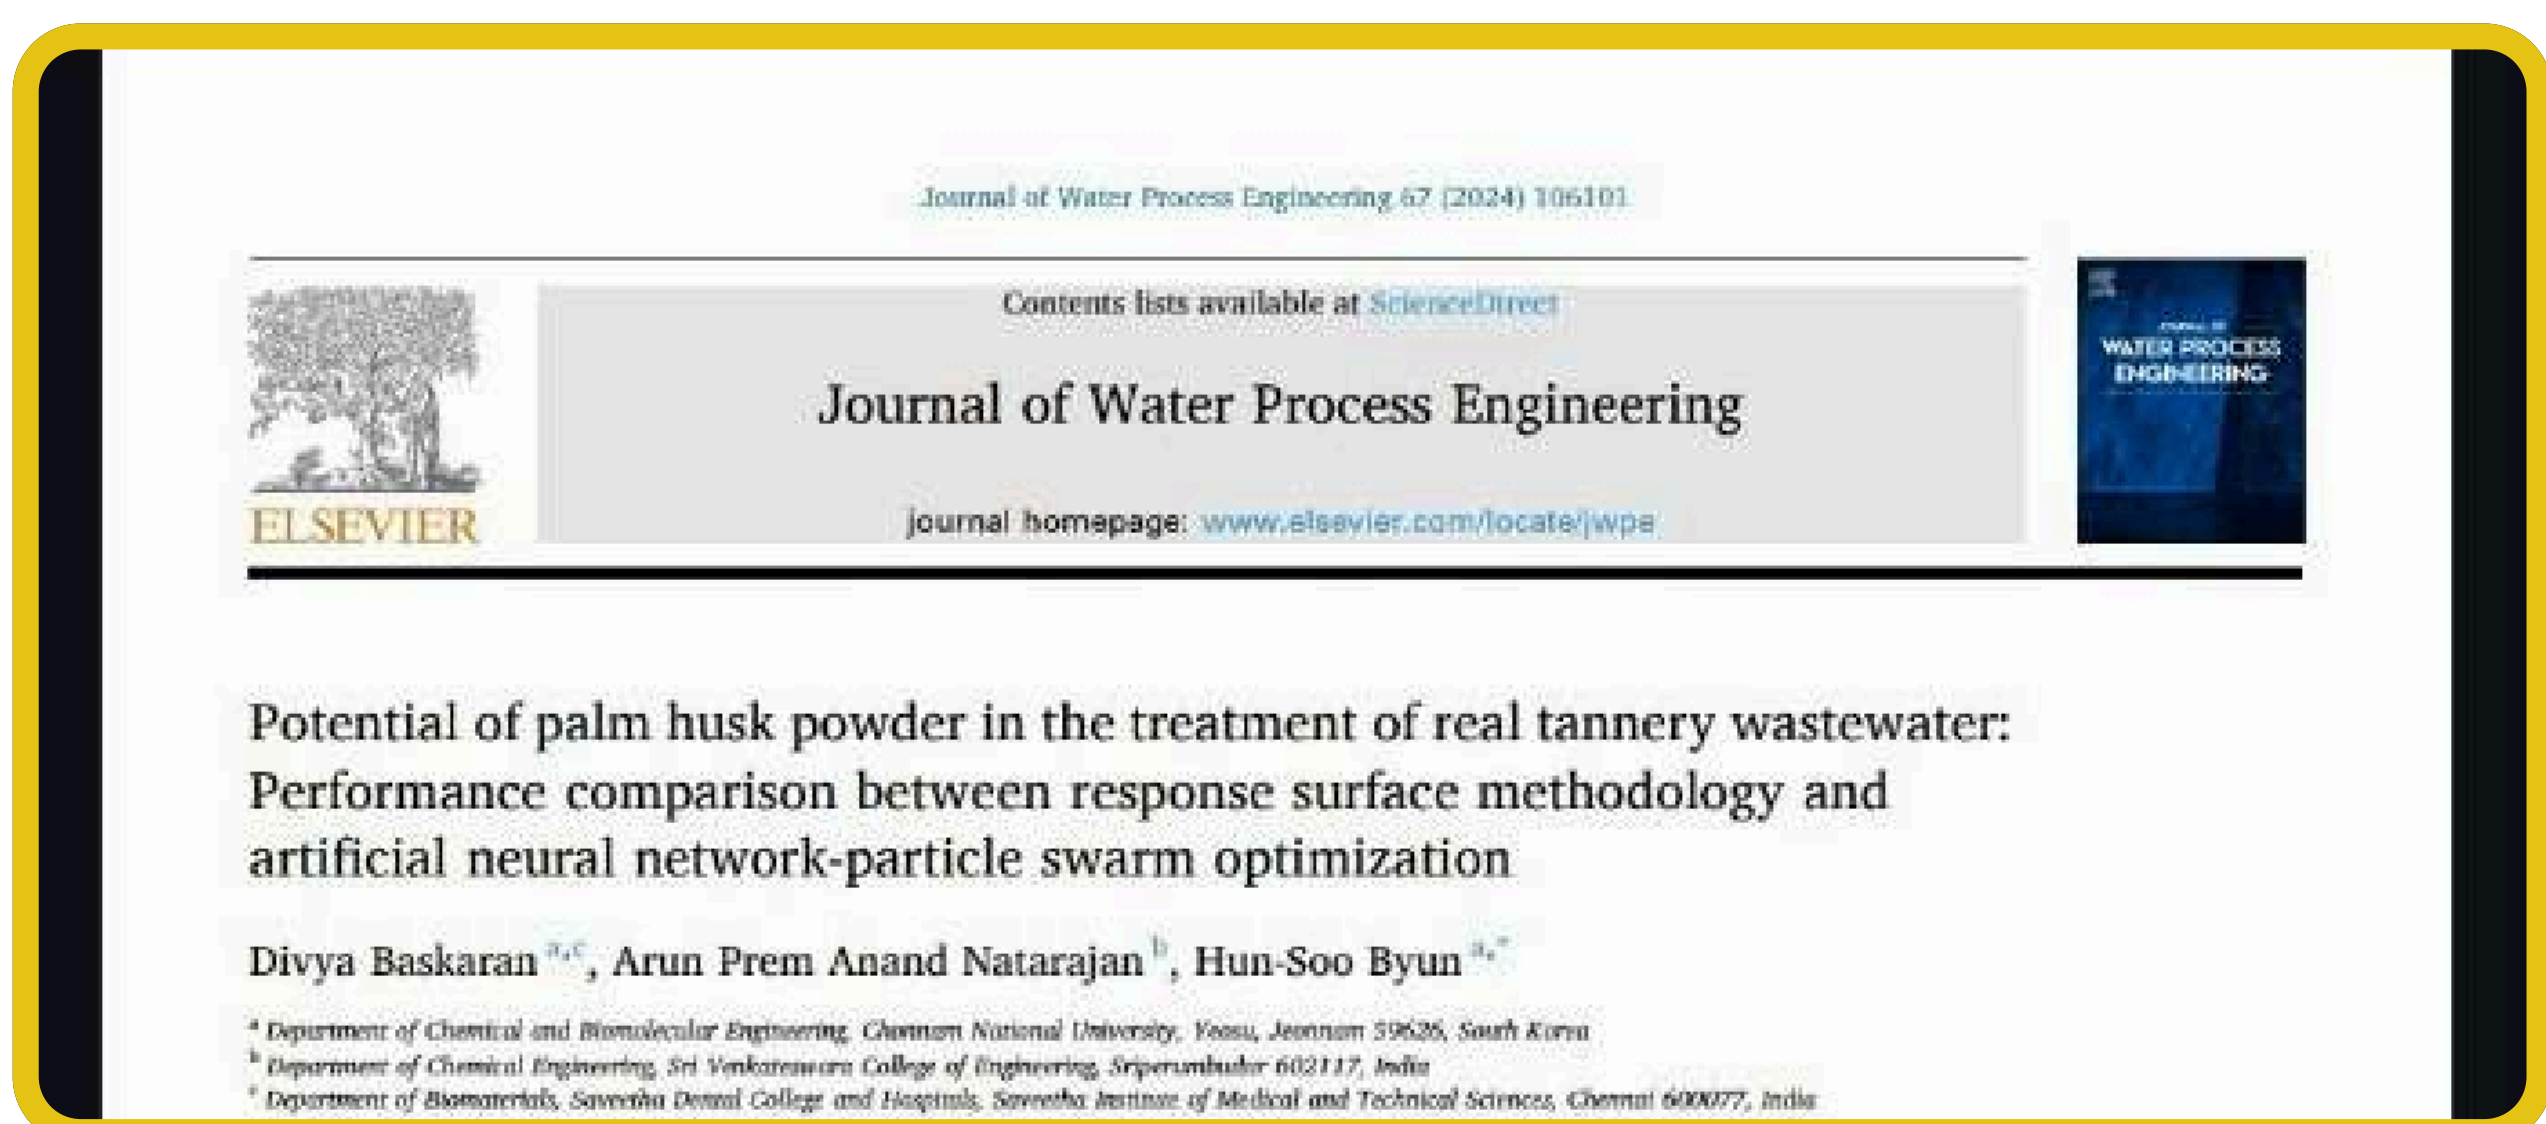 Journal of Water Process Engineering 67 (2024) 106101
Contents lists available at ScienceDirect
Journal of Water Process Engineering
journal homepage: www.elsevier.com/locate/jwpe
ELSEVIER
WATER PROCESS
ENGINEERING
Potential of palm husk powder in the treatment of real tannery wastewater:
Performance comparison between response surface methodology and
artificial neural network-particle swarm optimization
Divya Baskaran a,c, Arun Prem Anand Natarajan b, Hun-Soo Byun a,*
a Department of Chemical and Biomolecular Engineering, Chonnam National University, Yeosu, Jeonnam 59626, South Korea
b Department of Chemical Engineering, Sri Venkateswara College of Engineering, Sriperumbudur 602117, India
c Department of Biomaterials, Saveetha Dental College and Hospitals, Saveetha Institute of Medical and Technical Sciences, Chennai 600077, India